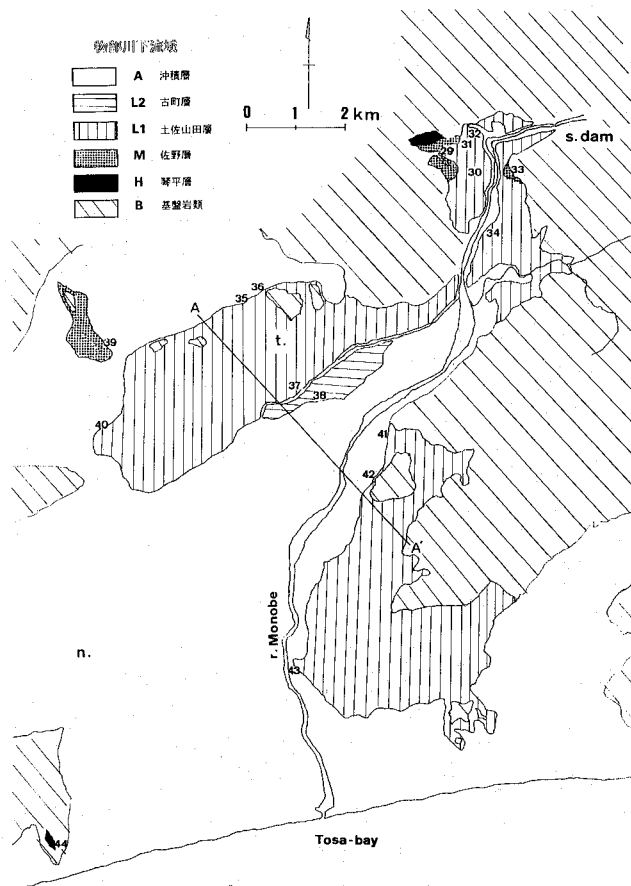 物部川下流域
A 沖積層
L2 古町層
L1 土佐山田層
M 佐野層
H 琴平層
B 基盤岩類
0 1 2 km
s. dam
32
31
29
30
33
34
36
35
A
t.
39
37
38
40
41
42
A'
r. Monobe
n.
43
44
Tosa-bay